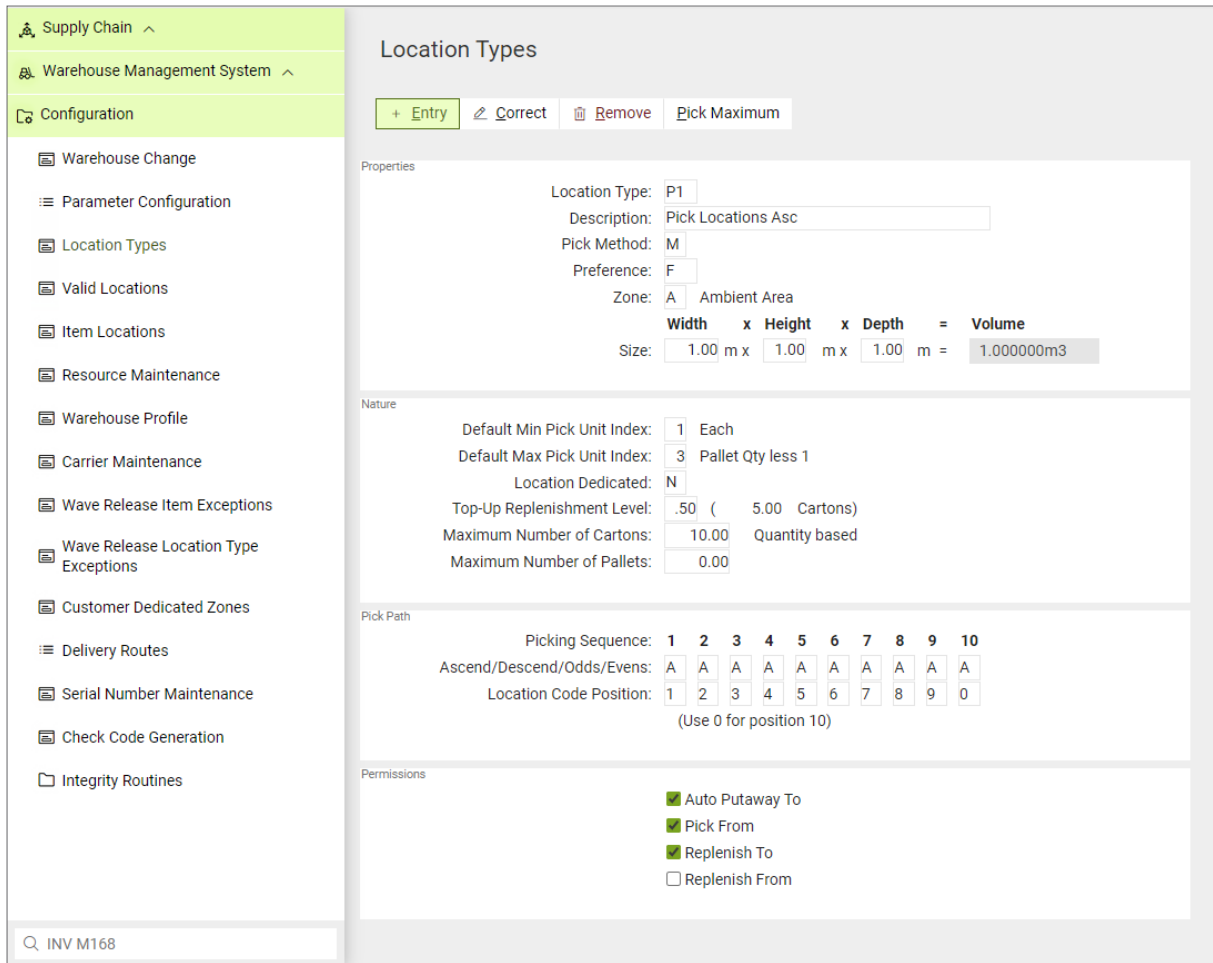 Supply Chain
Warehouse Management System
Configuration
Warehouse Change
Parameter Configuration
Location Types
Valid Locations
Item Locations
Resource Maintenance
Warehouse Profile
Carrier Maintenance
Wave Release Item Exceptions
Wave Release Location Type
Exceptions
Customer Dedicated Zones
Delivery Routes
Serial Number Maintenance
Check Code Generation
Integrity Routines
INV M168
Location Types
+ Entry Correct Remove Pick Maximum
Properties
Location Type: P1
Description: Pick Locations Asc
Pick Method: M
Preference: F
Zone: A Ambient Area
Width x Height x Depth = Volume
Size: 1.00 m x 1.00 m x 1.00 m = 1.000000m3
Nature
Default Min Pick Unit Index: 1 Each
Default Max Pick Unit Index: 3 Pallet Qty less 1
Location Dedicated: N
Top-Up Replenishment Level: .50 ( 5.00 Cartons)
Maximum Number of Cartons: 10.00 Quantity based
Maximum Number of Pallets: 0.00
Pick Path
Picking Sequence: 1 2 3 4 5 6 7 8 9 10
Ascend/Descend/Odds/Evens: A A A A A A A A A A
Location Code Position: 1 2 3 4 5 6 7 8 9 0
(Use 0 for position 10)
Permissions
Auto Putaway To
Pick From
Replenish To
Replenish From